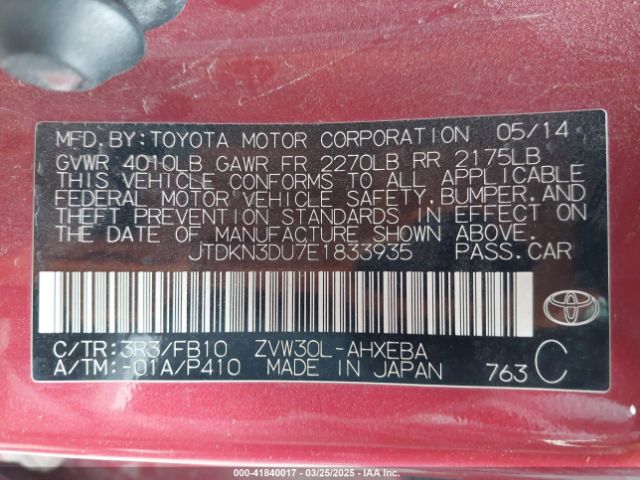 MFD.BY:TOYOTA MOTOR CORPORATION 05/14
GVWR 4010LB GAWR FR 2270LB RR 2175LB
THIS VEHICLE CONFORMS TO ALL APPLICABLE
FEDERAL MOTOR VEHICLE SAFETY,BUMPER,AND
THEFT PREVENTION STANDARDS IN EFFECT ON
THE DATE OF MANUFACTURE SHOWN ABOVE.
JTDKN3DU7E1833935 PASS.CAR
C/TR:3R3/FB10 ZVW30L-AHXEBA
A/TM:-01A/P410 MADE IN JAPAN 763 C
000-41840017 — 03/25/2025 — IAA Inc.